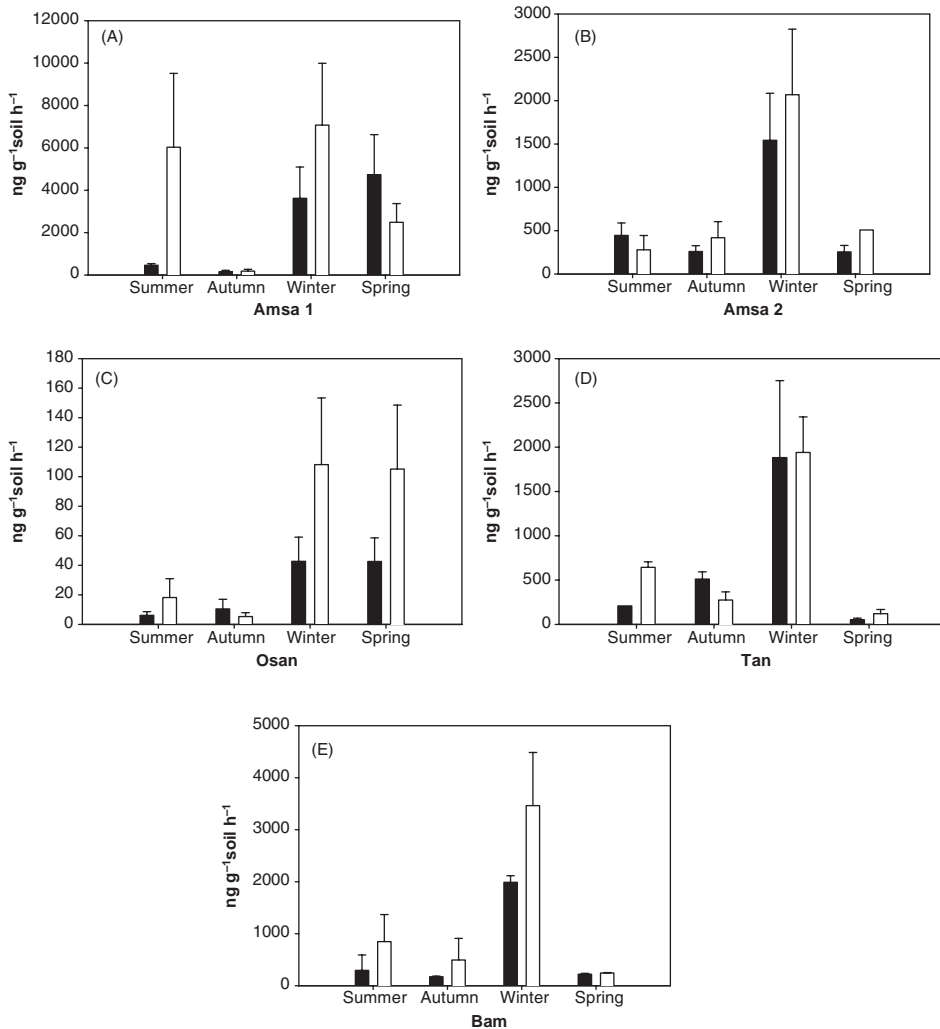 (A)
12000
10000
8000
6000
4000
2000
0
ng g⁻¹soil h⁻¹
Summer Autumn Winter Spring
Amsa 1
(B)
3000
2500
2000
1500
1000
500
0
ng g⁻¹soil h⁻¹
Summer Autumn Winter Spring
Amsa 2
(C)
180
160
140
120
100
80
60
40
20
0
ng g⁻¹soil h⁻¹
Summer Autumn Winter Spring
Osan
(D)
3000
2500
2000
1500
1000
500
0
ng g⁻¹soil h⁻¹
Summer Autumn Winter Spring
Tan
(E)
5000
4000
3000
2000
1000
0
ng g⁻¹soil h⁻¹
Summer Autumn Winter Spring
Bam